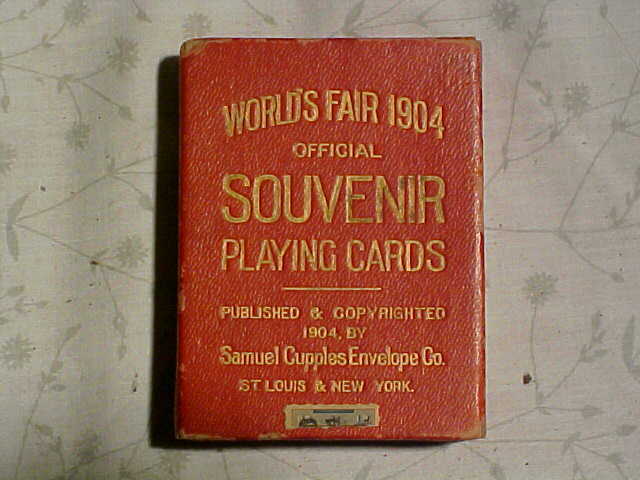 WORLD'S FAIR 1904
OFFICIAL
SOUVENIR
PLAYING CARDS
PUBLISHED & COPYRIGHTED
1904, BY
Samuel Cupples Envelope Co.
ST LOUIS & NEW YORK.